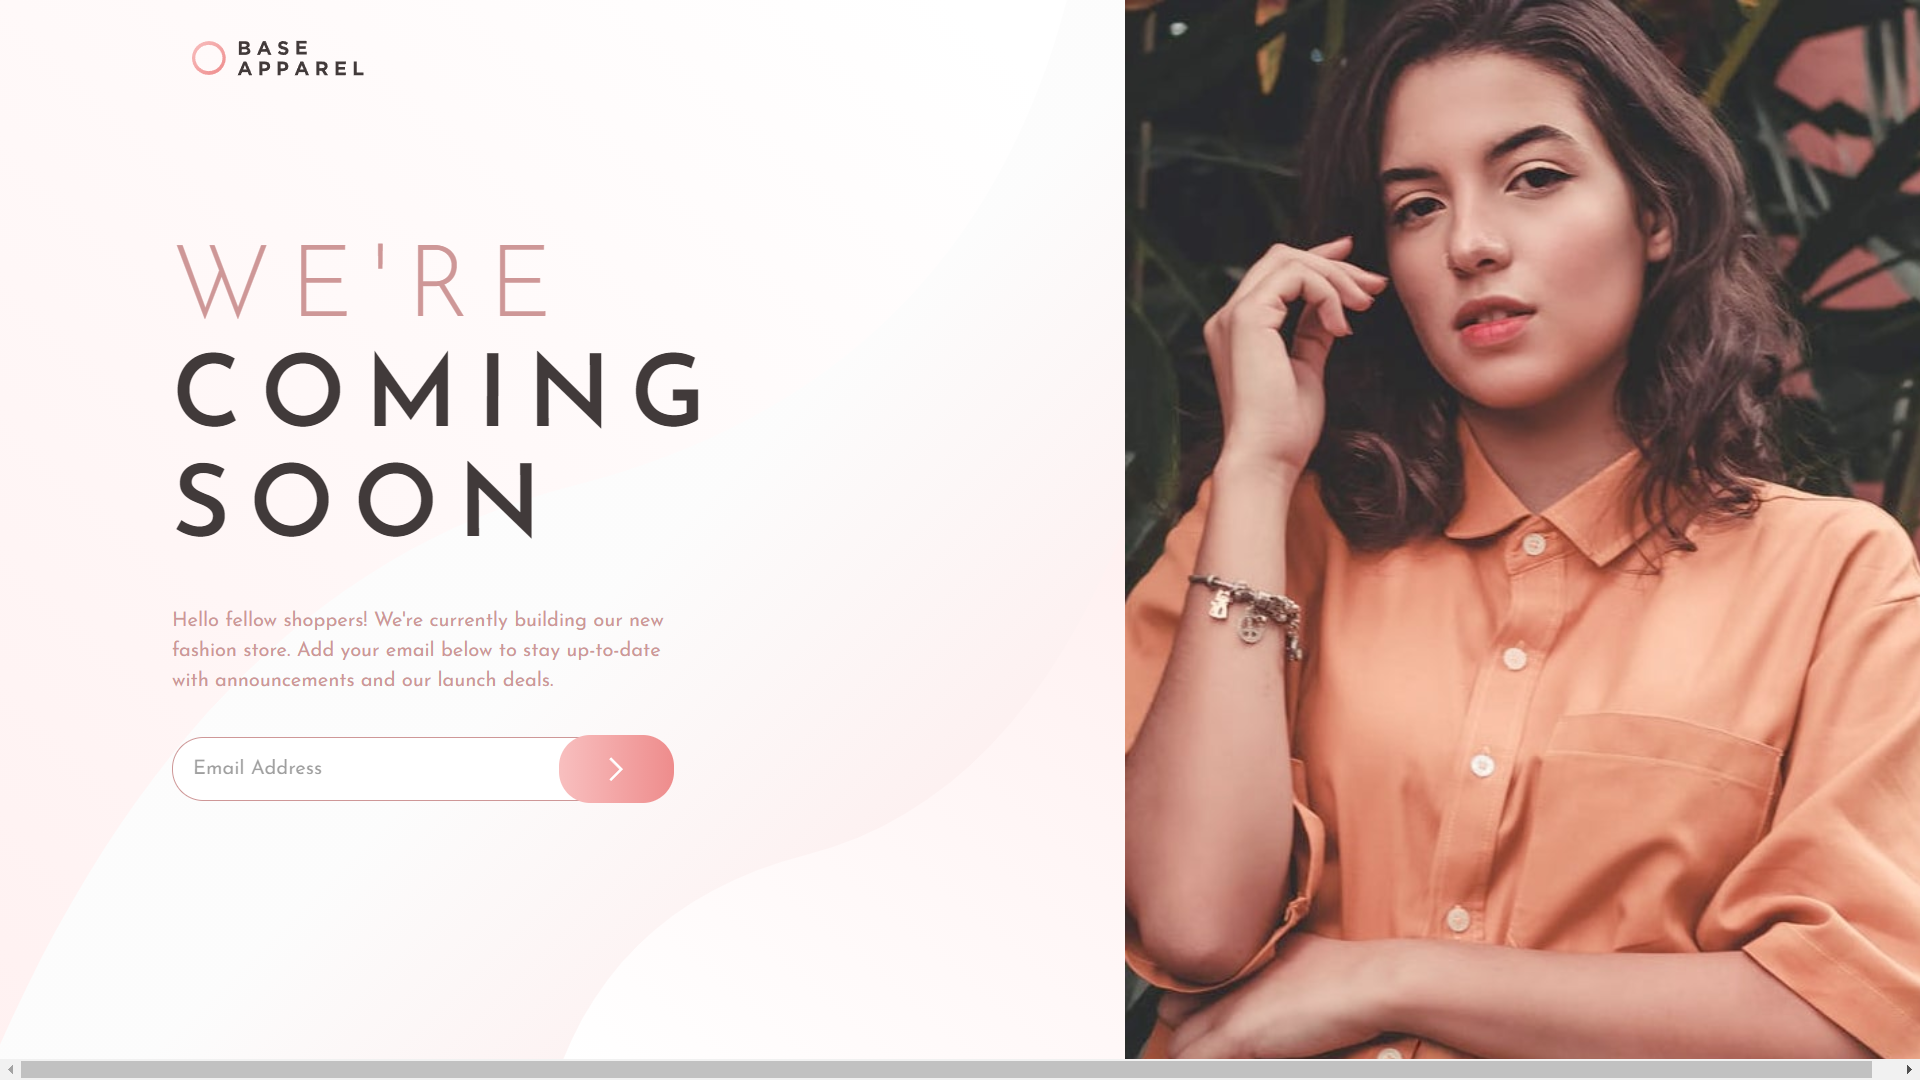 BASE
APPAREL
WE'RE
COMING
SOON
Hello fellow shoppers! We're currently building our new
fashion store. Add your email below to stay up-to-date
with announcements and our launch deals.
Email Address